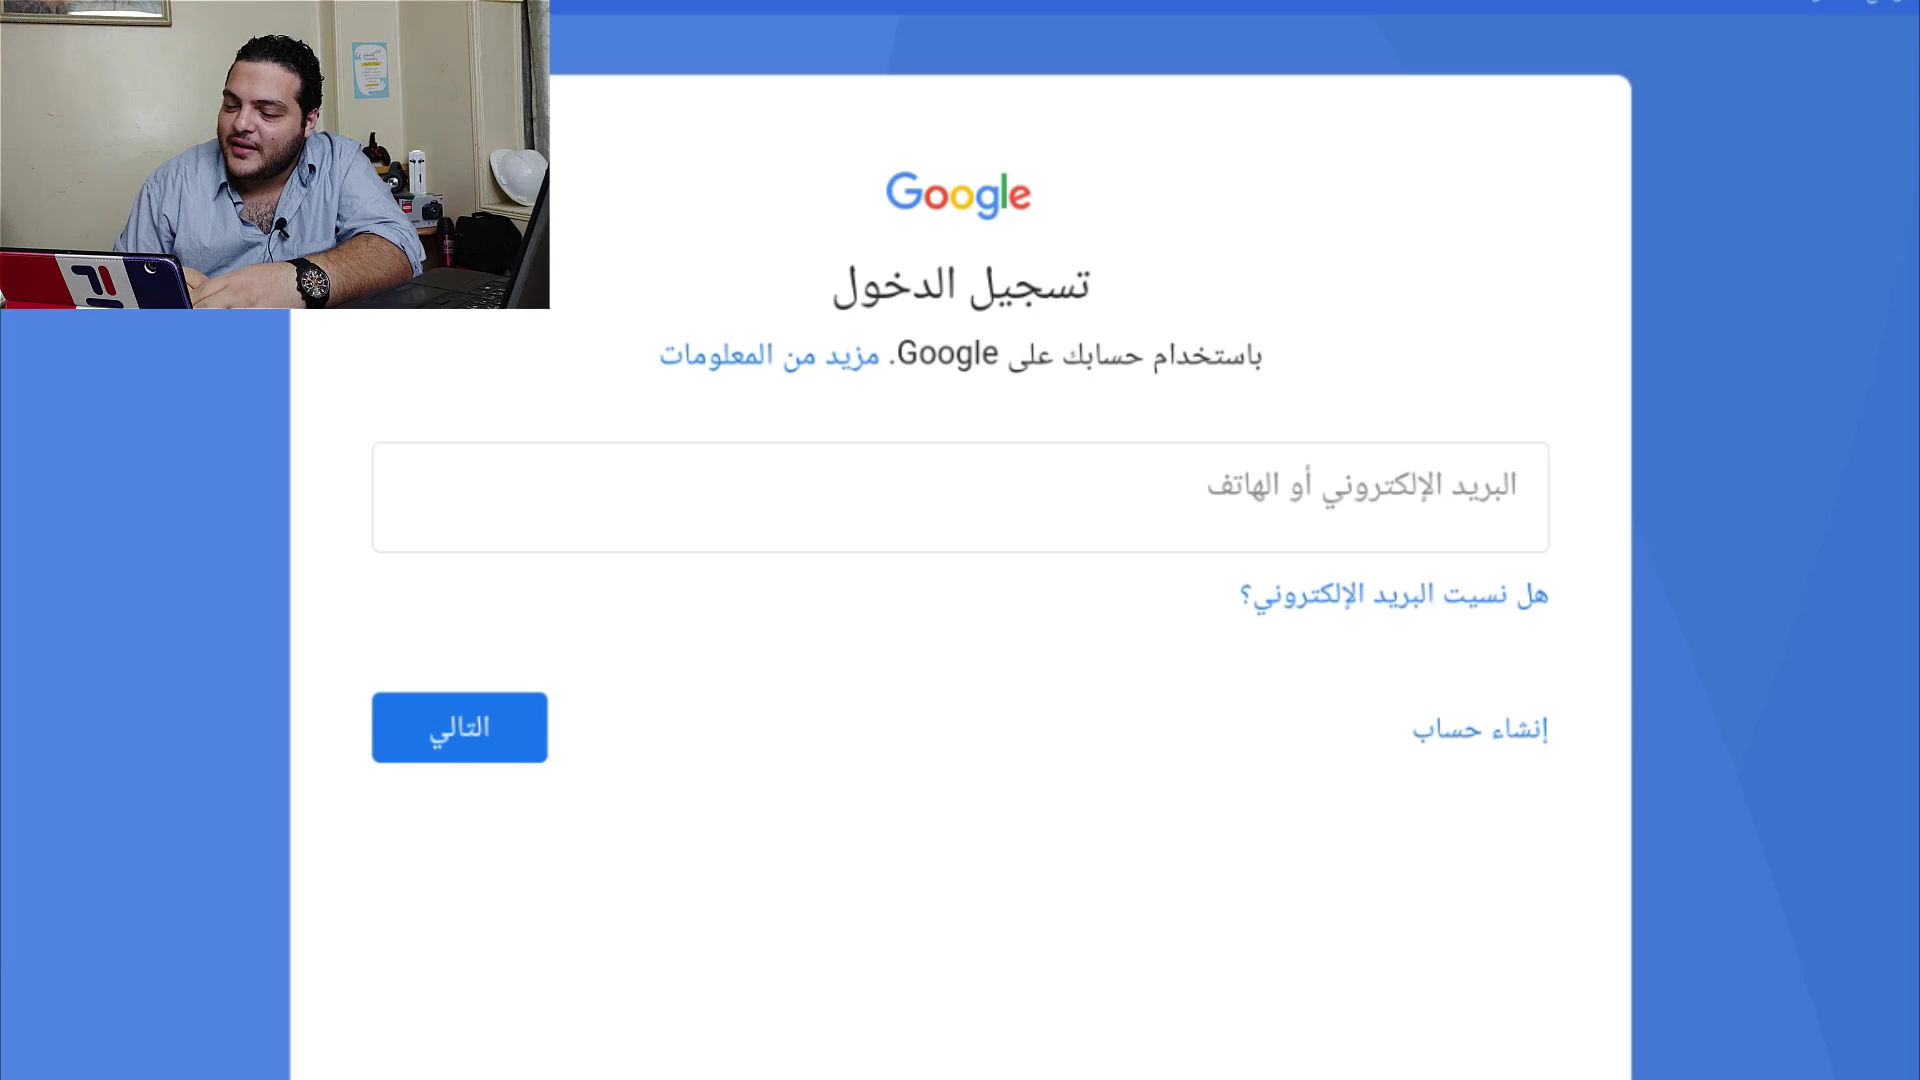 Google
تسجيل الدخول
باستخدام حسابك على Google. مزيد من المعلومات
البريد الإلكتروني أو الهاتف
هل نسيت البريد الإلكتروني؟
إنشاء حساب
التالي